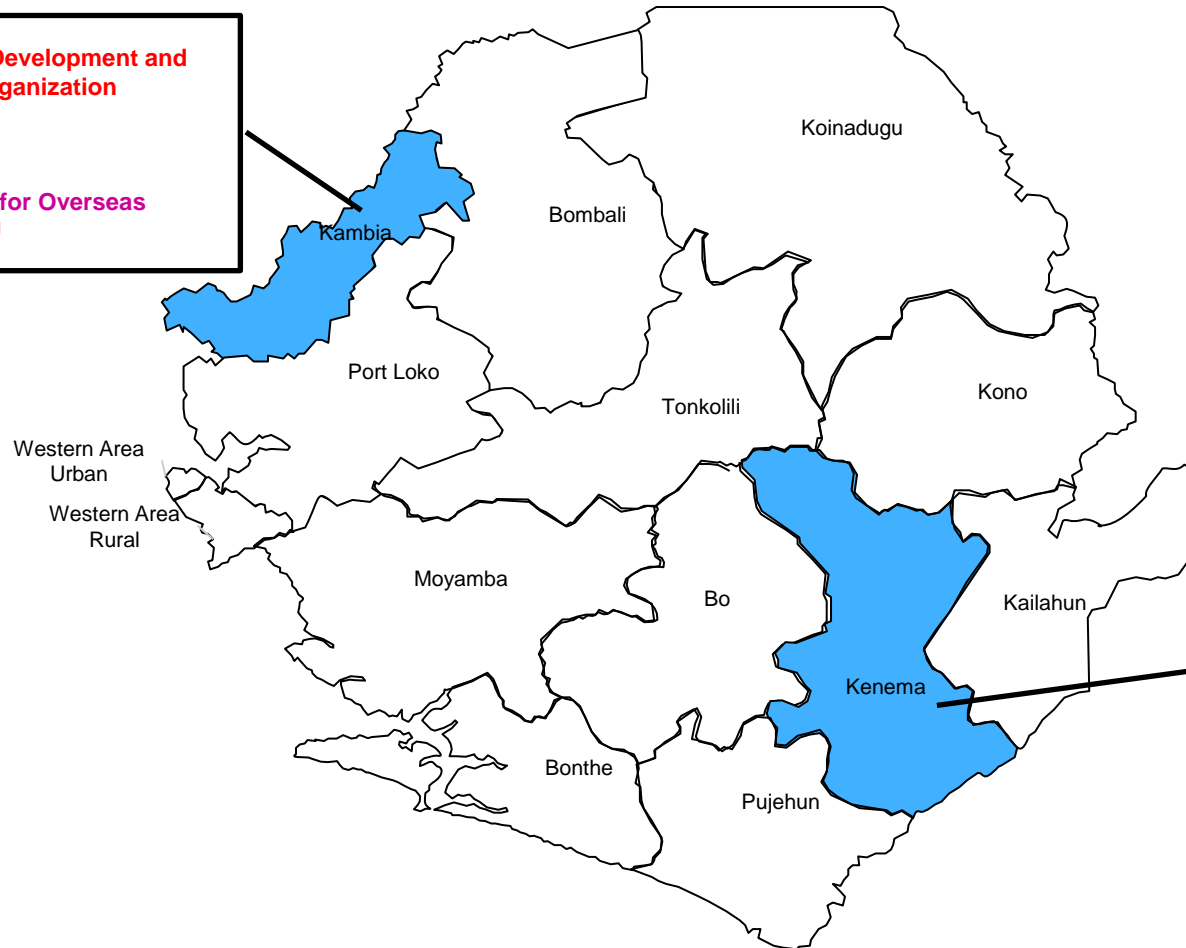 Development and
ganization
for Overseas
Koinadugu
Bombali
Kambia
Port Loko
Kono
Tonkolili
Western Area
Urban
Western Area
Rural
Moyamba
Bo
Kailahun
Kenema
Bonthe
Pujehun